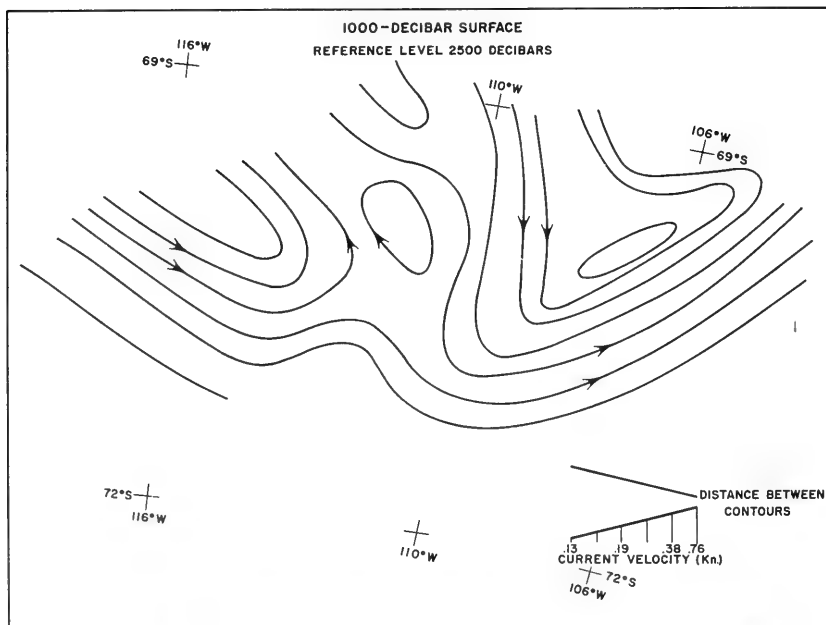 1000-DECIBAR SURFACE
REFERENCE LEVEL 2500 DECIBARS
116°W
69°S
110°W
106°W
69°S
72°S
116°W
110°W
DISTANCE BETWEEN
CONTOURS
.13 .19 .38 .76
CURRENT VELOCITY (Kn.)
72°S
106°W